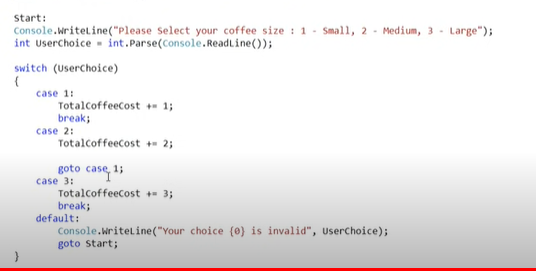 Start:
Console.WriteLine("Please Select your coffee size : 1 - Small, 2 - Medium, 3 - Large");
int UserChoice = int.Parse(Console.ReadLine());
switch (UserChoice)
{
case 1:
TotalCoffeeCost += 1;
break;
case 2:
TotalCoffeeCost += 2;
goto case 1;
case 3:
TotalCoffeeCost += 3;
break;
default:
Console.WriteLine("Your choice {0} is invalid", UserChoice);
goto Start;
}